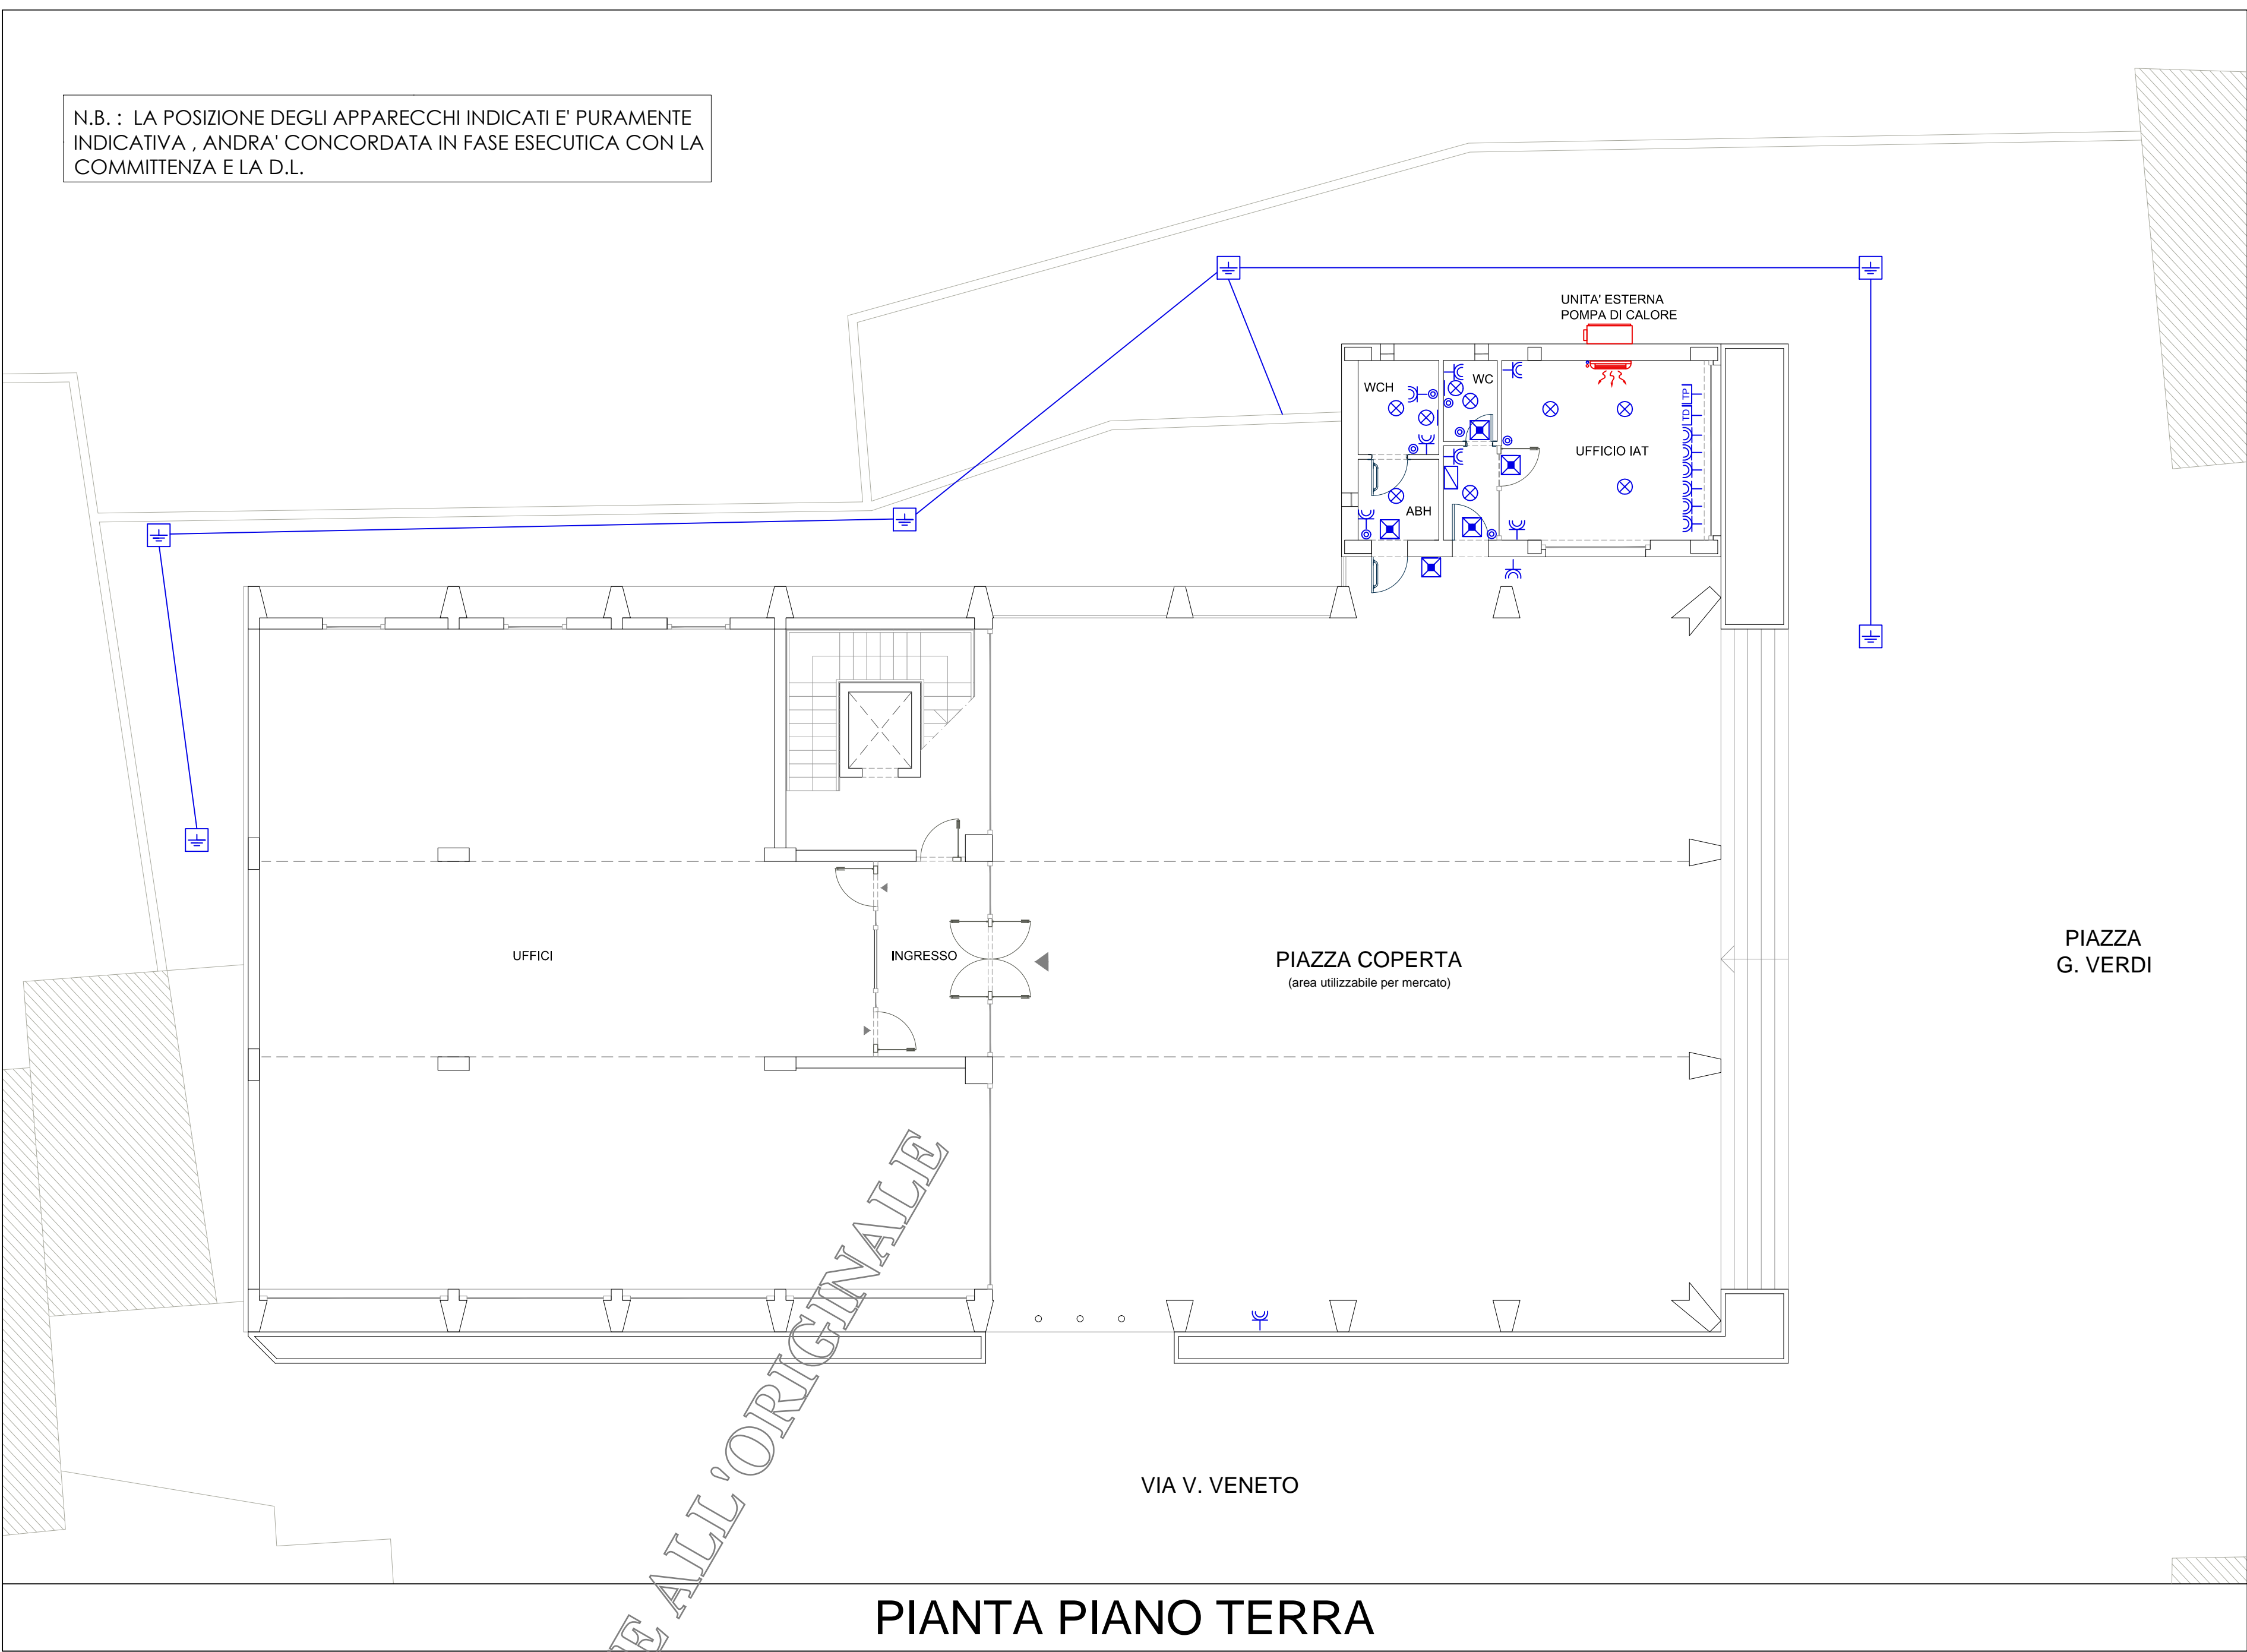 N.B. : LA POSIZIONE DEGLI APPARECCHI INDICATI E' PURAMENTE
INDICATIVA , ANDRA' CONCORDATA IN FASE ESECUTICA CON LA
COMMITTENZA E LA D.L.
UNITA' ESTERNA
POMPA DI CALORE
WCH
WC
TP
TD
UFFICIO IAT
ABH
UFFICI
INGRESSO
PIAZZA COPERTA
(area utilizzabile per mercato)
PIAZZA
G. VERDI
E ALL'ORIGINALE
VIA V. VENETO
PIANTA PIANO TERRA